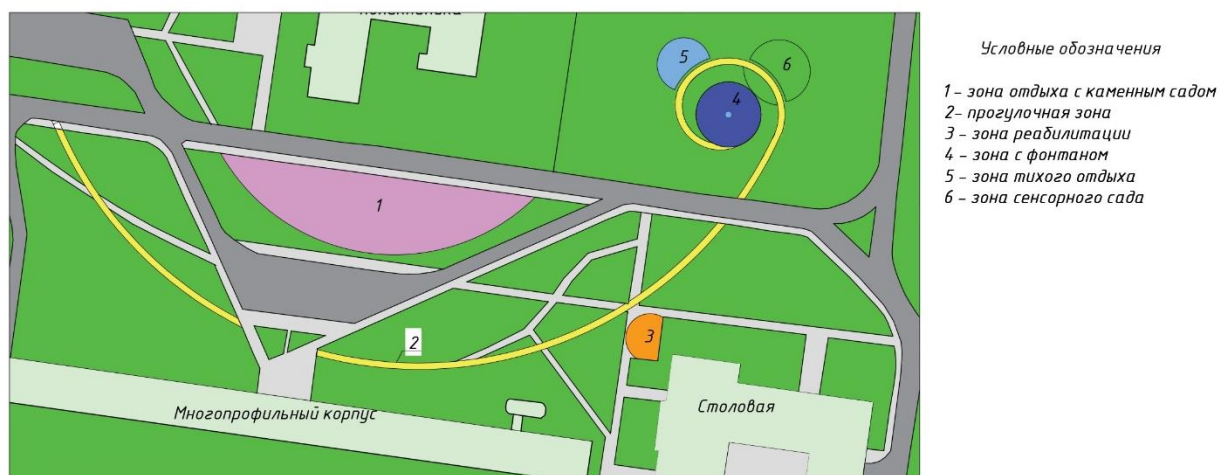 5
6
4
1
2
3
Многопрофильный корпус
Столовая
Условные обозначения
1 - зона отдыха с каменным садом
2- прогулочная зона
3 - зона реабилитации
4 - зона с фонтаном
5 - зона тихого отдыха
6 - зона сенсорного сада